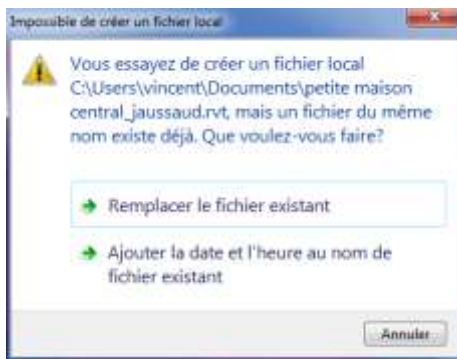 Impossible de créer un fichier local
Vous essayez de créer un fichier local
C:\Users\vincent\Documents\petite maison
central_jaussaud.rvt, mais un fichier du même
nom existe déjà. Que voulez-vous faire?
Remplacer le fichier existant
Ajouter la date et l'heure au nom de
fichier existant
Annuler